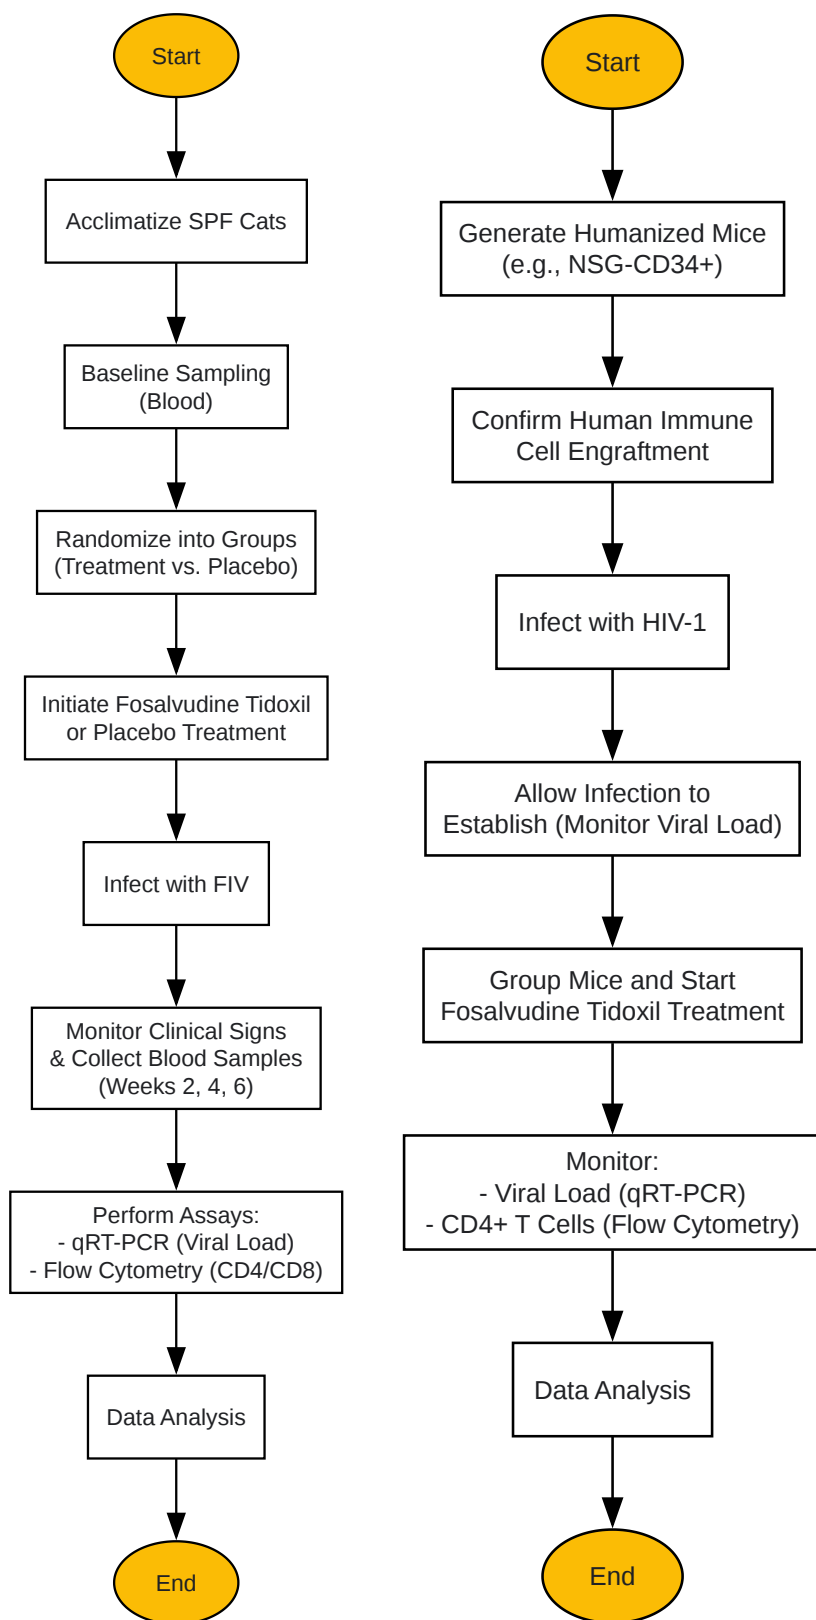 Start
Acclimatize SPF Cats
Baseline Sampling
(Blood)
Randomize into Groups
(Treatment vs. Placebo)
Initiate Fosalvudine Tidoxil
or Placebo Treatment
Infect with FIV
Monitor Clinical Signs
& Collect Blood Samples
(Weeks 2, 4, 6)
Perform Assays:
- qRT-PCR (Viral Load)
- Flow Cytometry (CD4/CD8)
Data Analysis
End
Start
Generate Humanized Mice
(e.g., NSG-CD34+)
Confirm Human Immune
Cell Engraftment
Infect with HIV-1
Allow Infection to
Establish (Monitor Viral Load)
Group Mice and Start
Fosalvudine Tidoxil Treatment
Monitor:
- Viral Load (qRT-PCR)
- CD4+ T Cells (Flow Cytometry)
Data Analysis
End